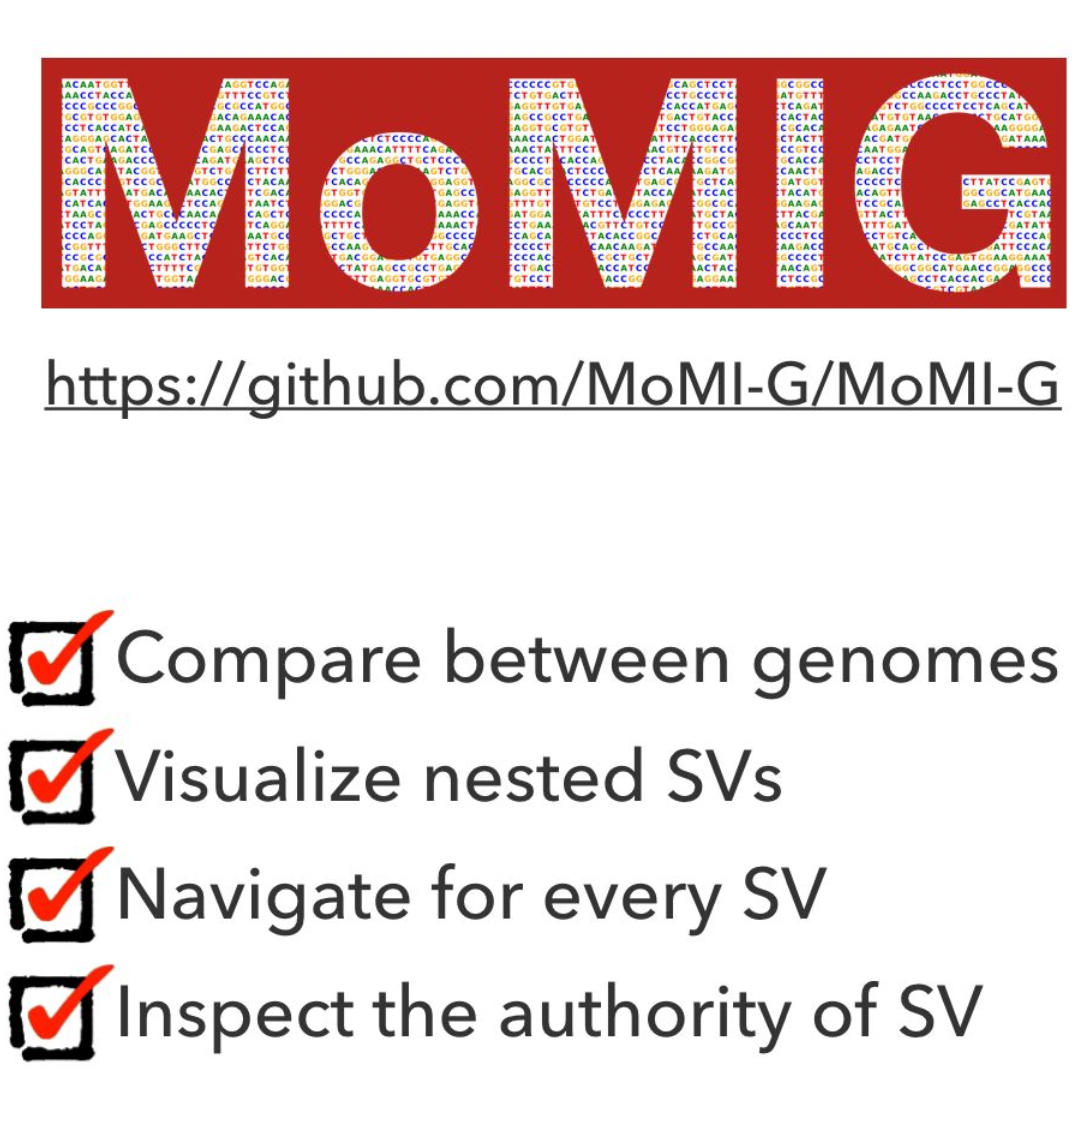 MoMIG
https://github.com/MoMI-G/MoMI-G
Compare between genomes
Visualize nested SVs
Navigate for every SV
Inspect the authority of SV